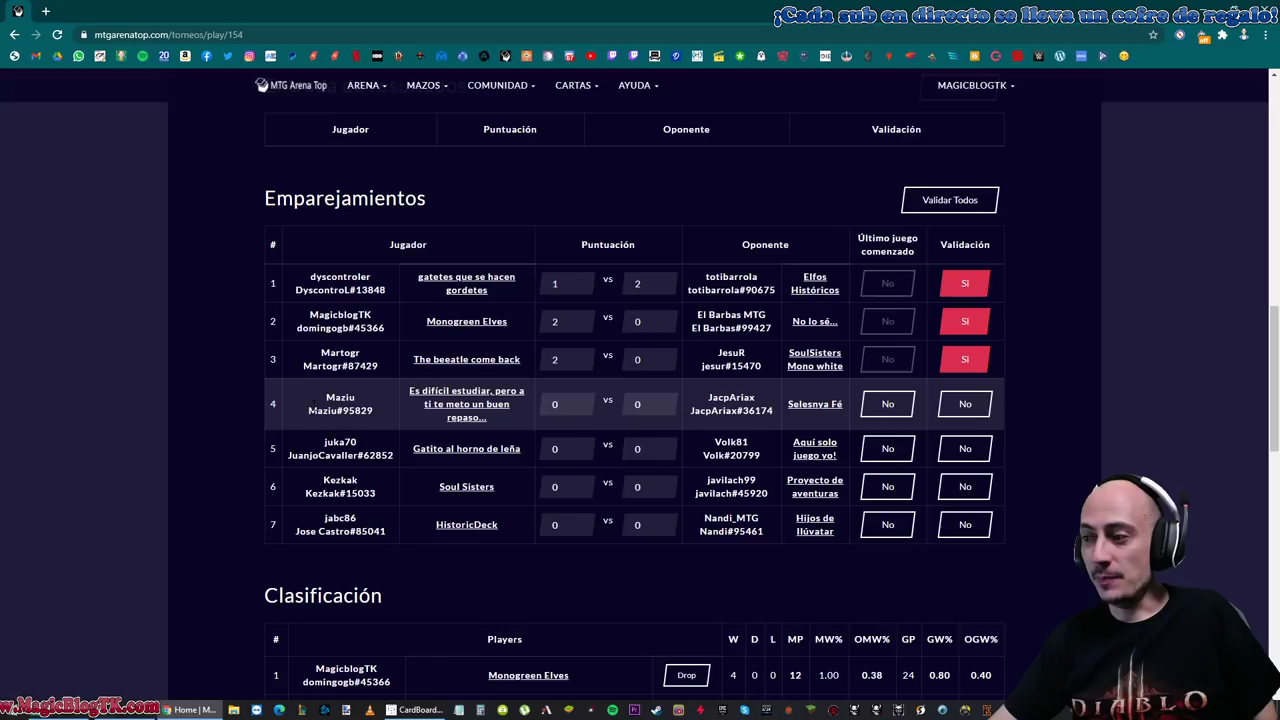 ¡Cada sub en directo se lleva un cofre de regalo!
mtgarenatop.com/torneos/play/154
MTG Arena Top ARENA MAZOS COMUNIDAD CARTAS AYUDA MAGICBLOGTK
Jugador Puntuación Oponente Validación
Emparejamientos Validar Todos
# Jugador Puntuación Oponente Último juego comenzado Validación
1 dyscontroler DyscontroL#13848 gatetes que se hacen gordetes 1 vs 2 totibarrola totibarrola#90675 Elfos Históricos No Si
2 MagicblogTK domingogb#45366 Monogreen Elves 2 vs 0 El Barbas MTG El Barbas#99427 No lo sé... No Si
3 Martogr Martogr#87429 The beeatle come back 2 vs 0 JesuR jesur#15470 SoulSisters Mono white No Si
4 Maziu Maziu#95829 Es difícil estudiar, pero a ti te meto un buen repaso... 0 vs 0 JacpAriax JacpAriax#36174 Selesnya Fé No No
5 juka70 JuanjoCavaller#62852 Gatito al horno de leña 0 vs 0 Volk81 Volk#20799 Aquí solo juego yo! No No
6 Kezkak Kezkak#15033 Soul Sisters 0 vs 0 javilach99 javilach#45920 Proyecto de aventuras No No
7 jabc86 Jose Castro#85041 HistoricDeck 0 vs 0 Nandi_MTG Nandi#95461 Hijos de Ilúvatar No No
Clasificación
# Players W D L MP MW% OMW% GP GW% OGW%
1 MagicblogTK domingogb#45366 Monogreen Elves Drop 4 0 0 12 1.00 0.38 24 0.80 0.40
www.MagicBlogTK.com Home | M... CardBoard...
DIABLO